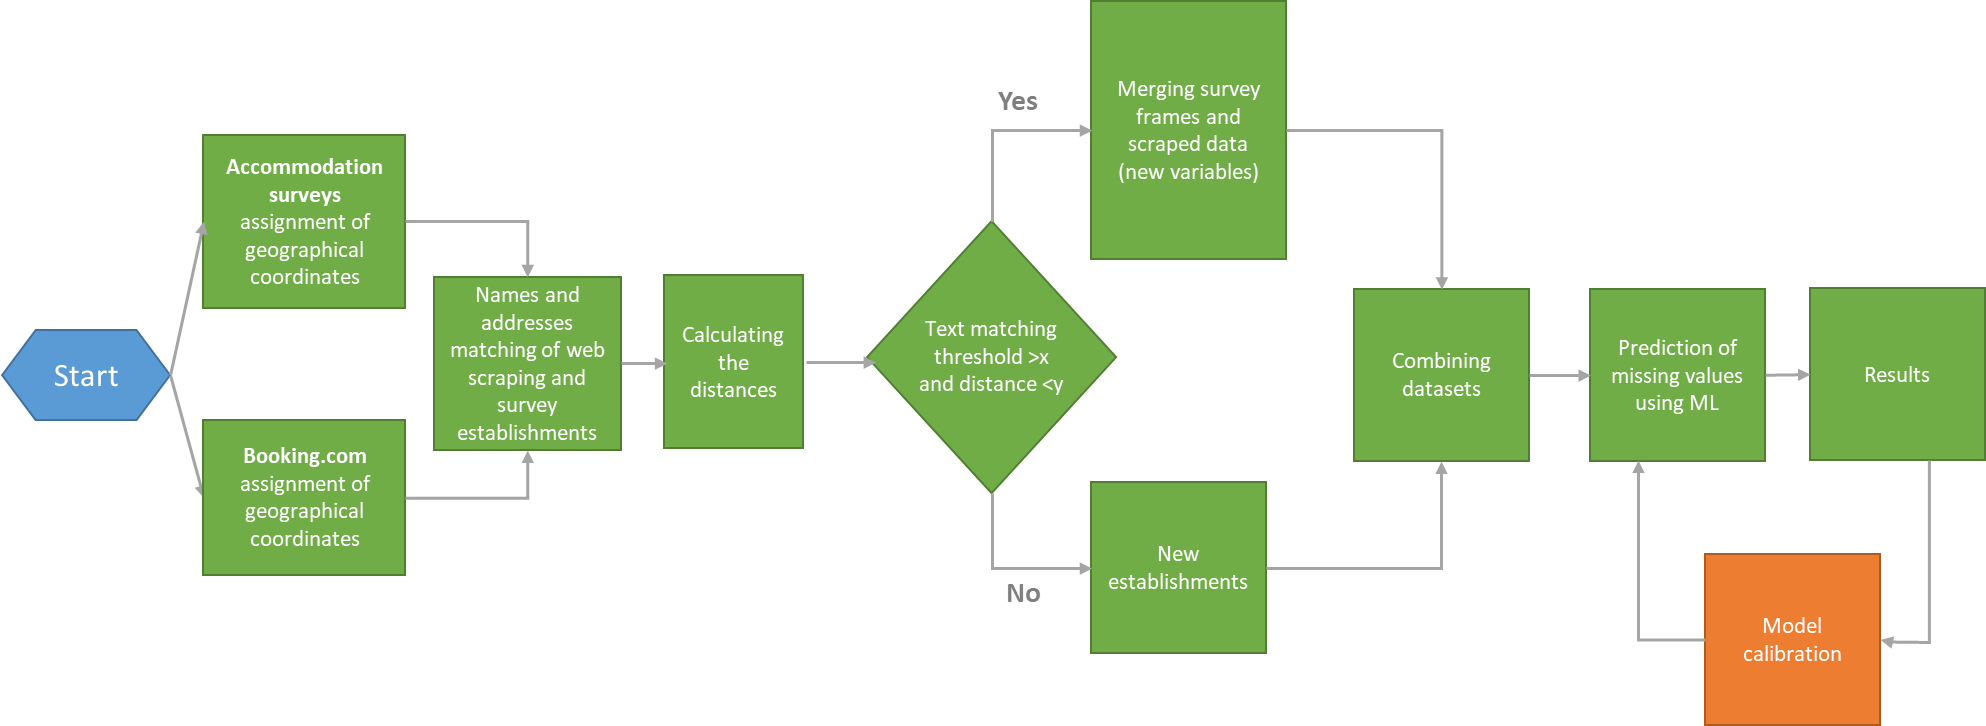 Start
Accommodation
surveys
assignment of
geographical
coordinates
Booking.com
assignment of
geographical
coordinates
Names and
addresses
matching of web
scraping and
survey
establishments
Calculating
the
distances
Text matching
threshold >x
and distance <y
Yes
Merging survey
frames and
scraped data
(new variables)
No
New
establishments
Combining
datasets
Prediction of
missing values
using ML
Results
Model
calibration